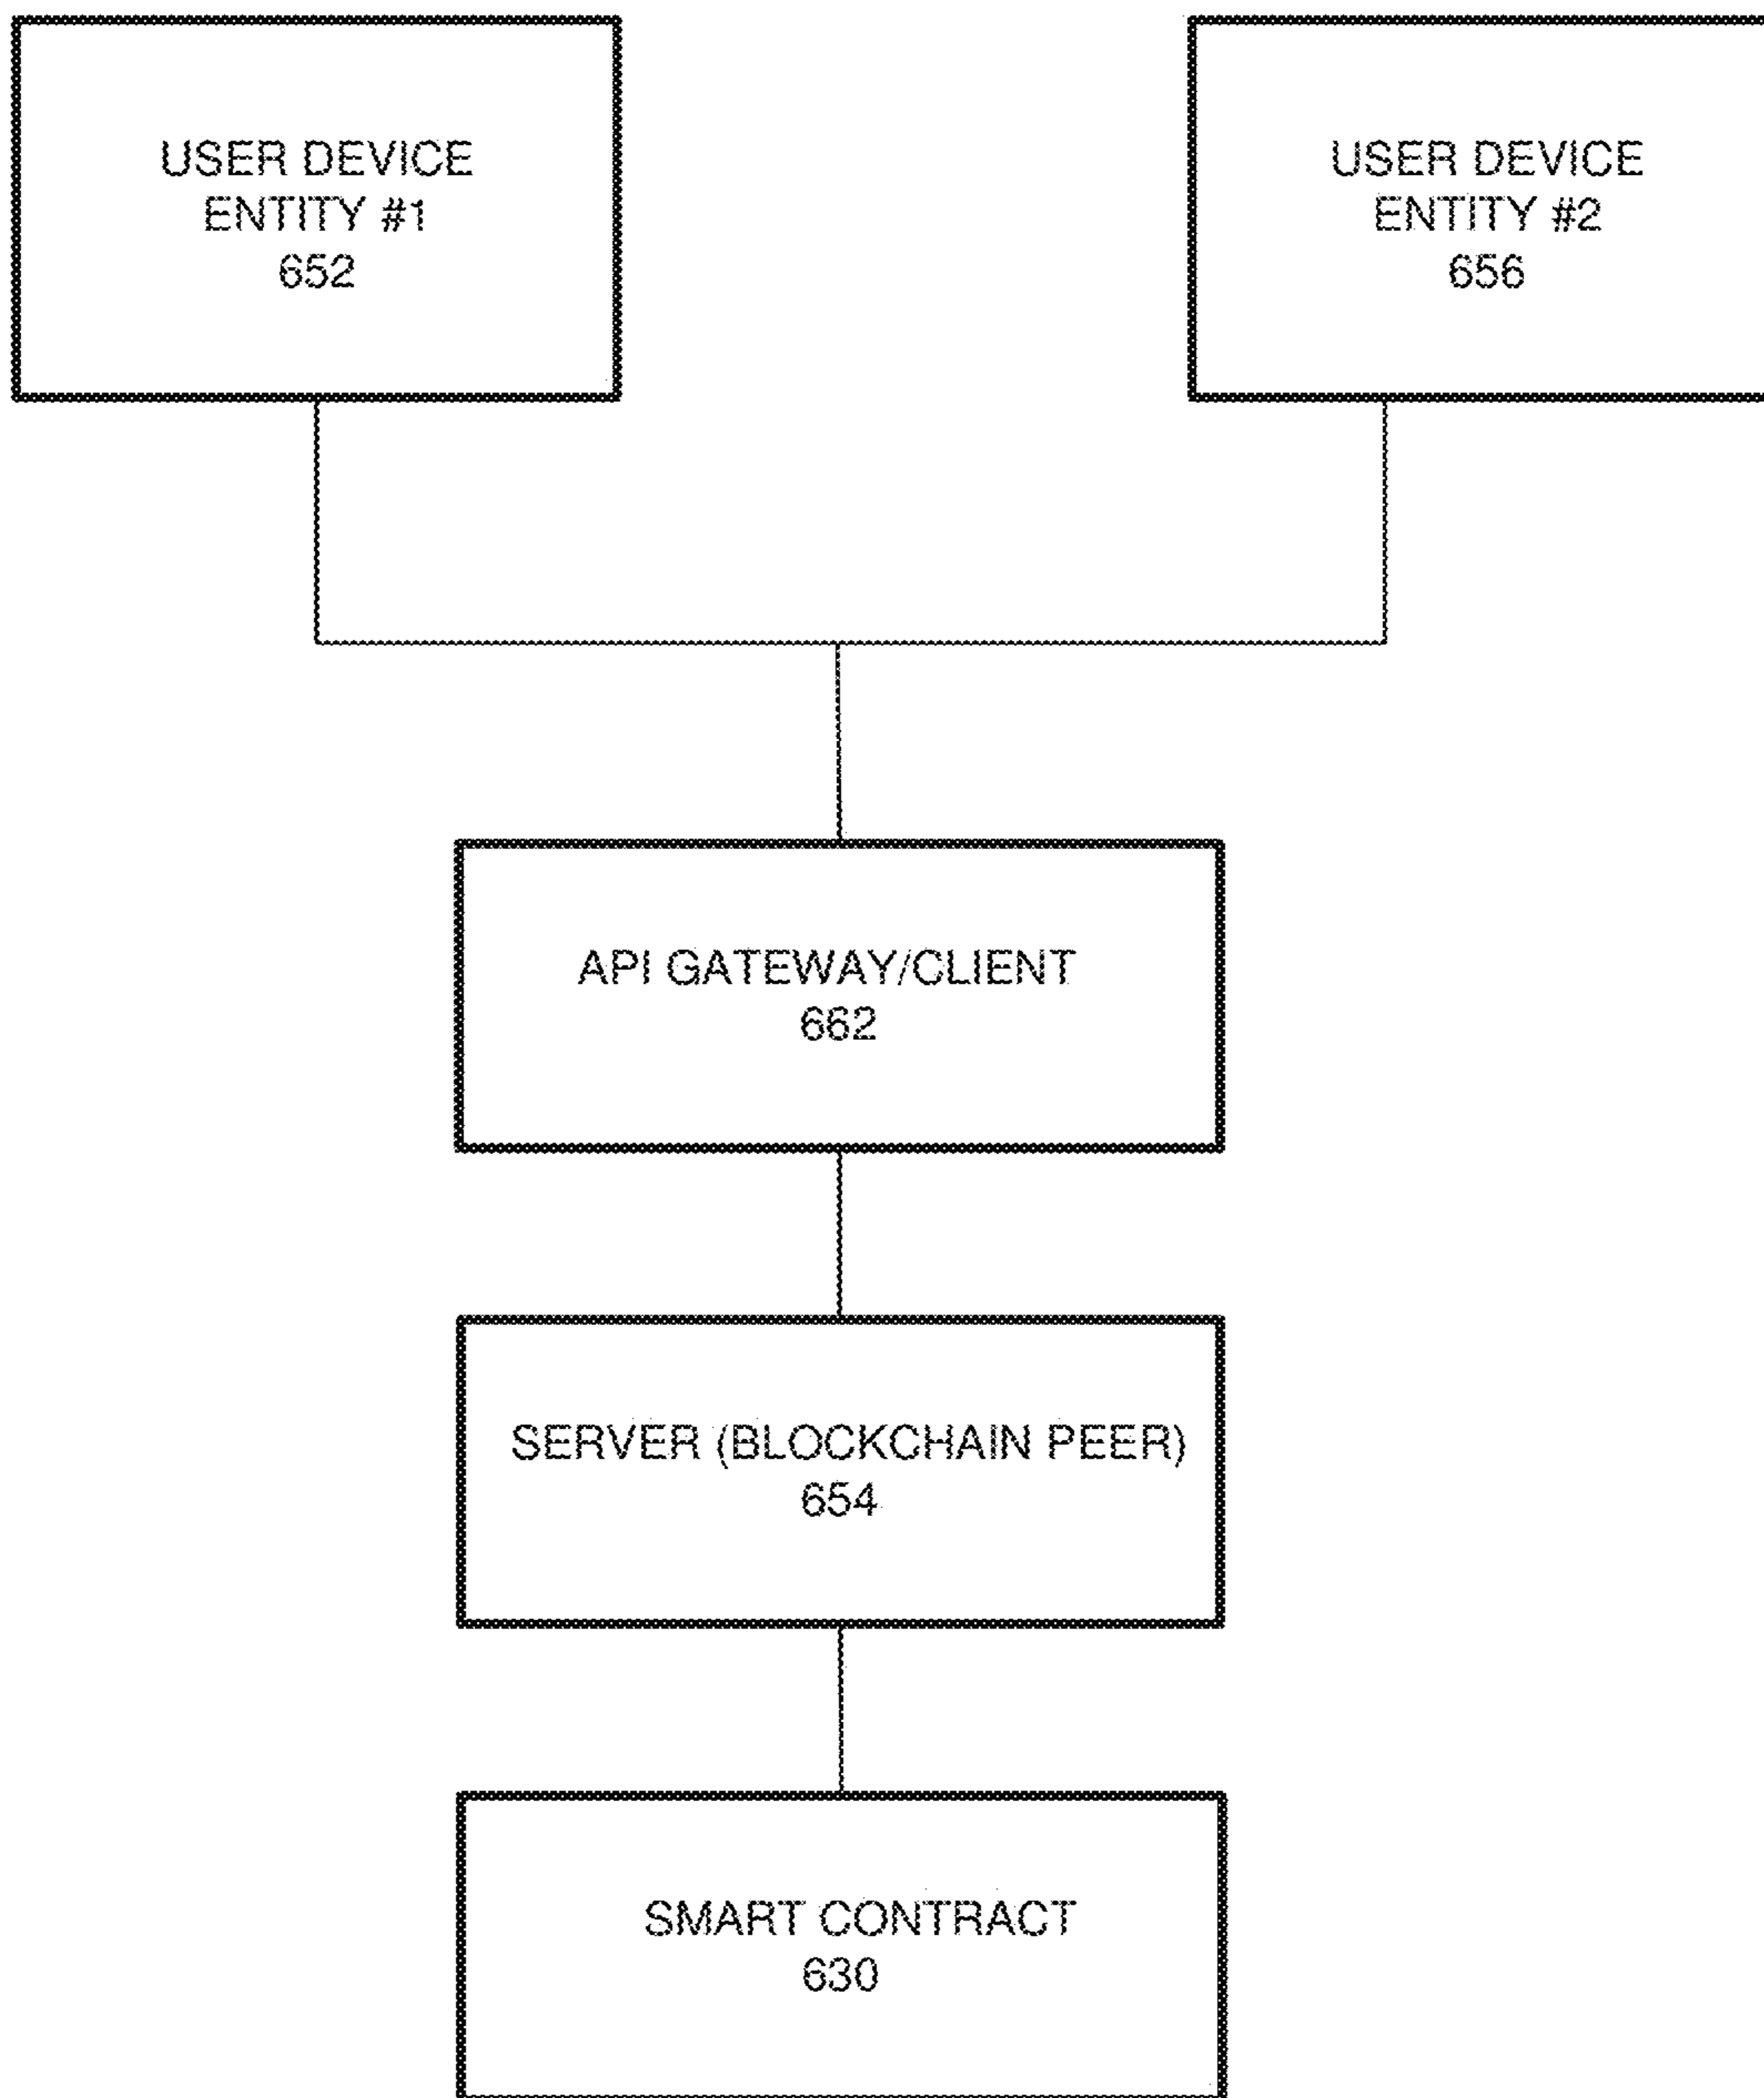 USER DEVICE
ENTITY #1
652
USER DEVICE
ENTITY #2
656
API GATEWAY/CLIENT
662
SERVER (BLOCKCHAIN PEER)
654
SMART CONTRACT
630